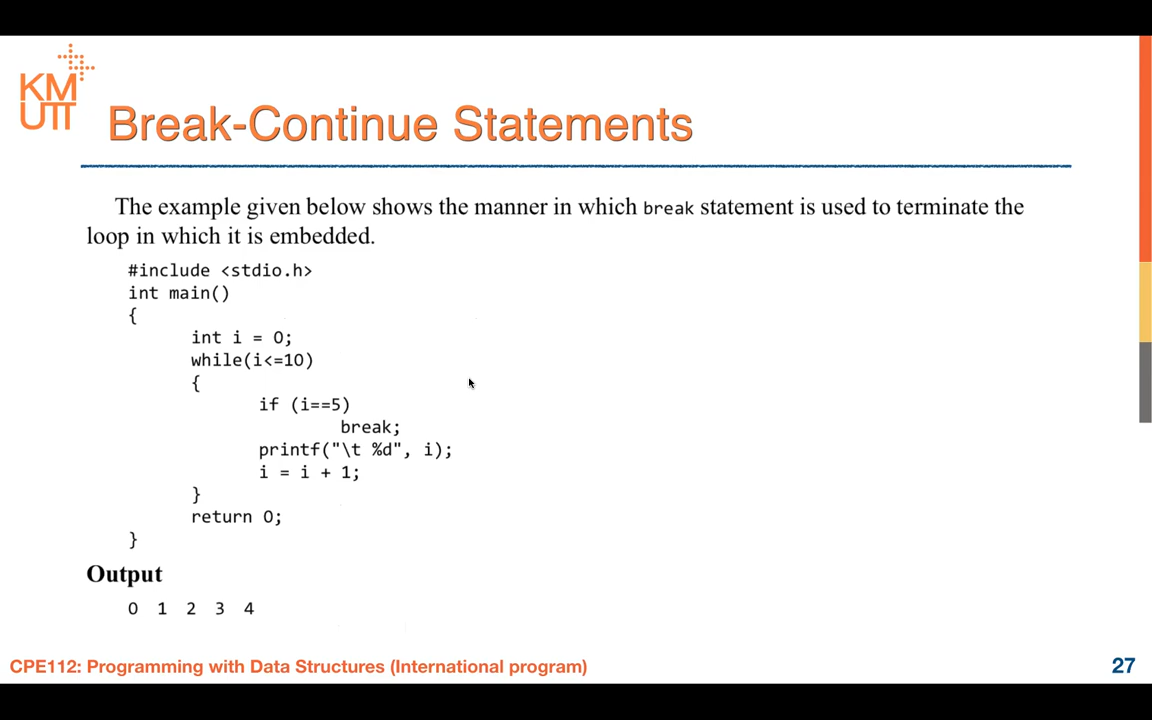 KM
UTT
Break-Continue Statements
The example given below shows the manner in which break statement is used to terminate the
loop in which it is embedded.
#include <stdio.h>
int main()
{
int i = 0;
while(i<=10)
{
if (i==5)
break;
printf("\t %d", i);
i = i + 1;
}
return 0;
}
Output
0 1 2 3 4
CPE112: Programming with Data Structures (International program)
27